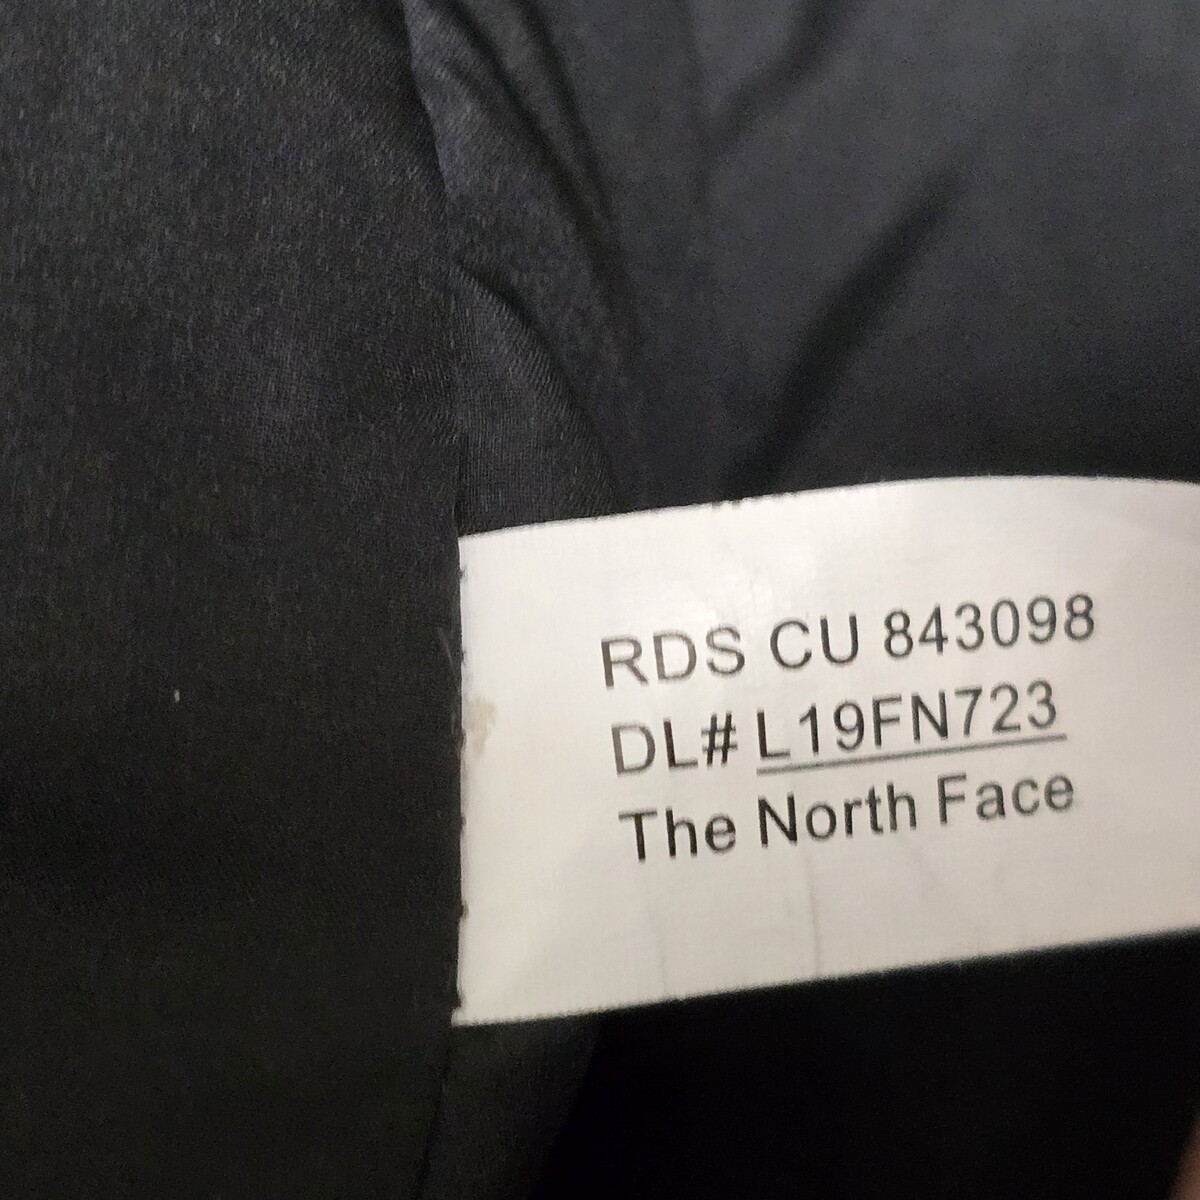 RDS CU 843098
DL# L19FN723
The North Face